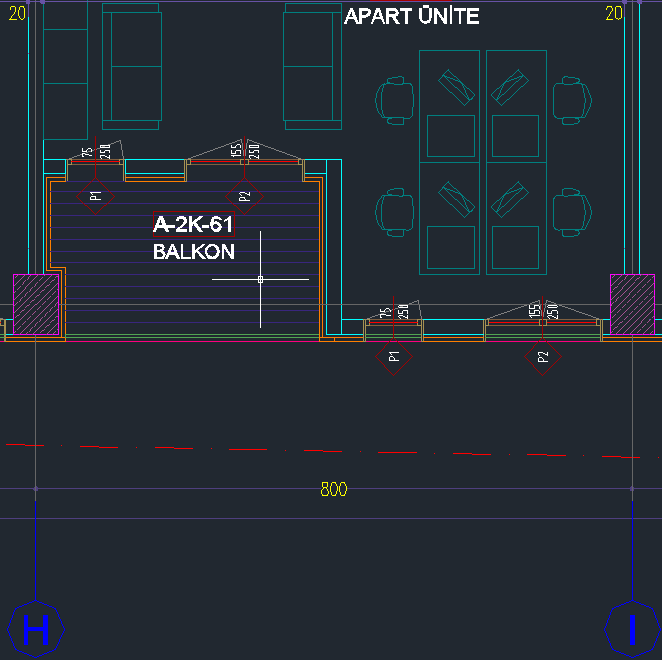 20
APART ÜNİTE
20
75
250
155
250
P1
P2
A-2K-61
BALKON
75
250
155
250
P1
P2
800
H
I